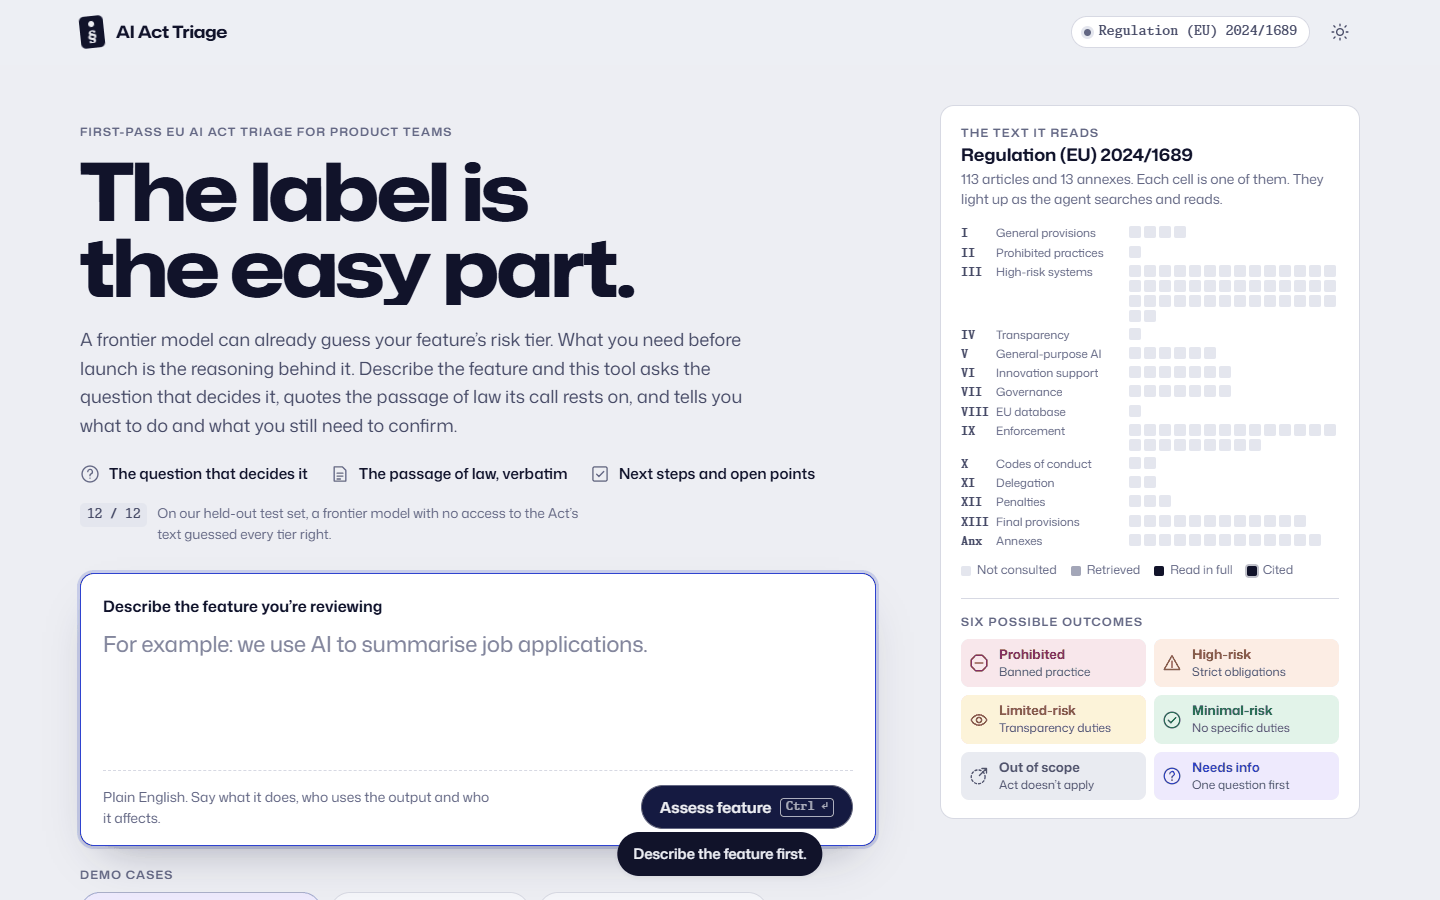 §
AI Act Triage
Regulation (EU) 2024/1689
FIRST-PASS EU AI ACT TRIAGE FOR PRODUCT TEAMS
The label is
the easy part.
A frontier model can already guess your feature’s risk tier. What you need before
launch is the reasoning behind it. Describe the feature and this tool asks the
question that decides it, quotes the passage of law its call rests on, and tells you
what to do and what you still need to confirm.
The question that decides it
The passage of law, verbatim
Next steps and open points
12 / 12
On our held-out test set, a frontier model with no access to the Act’s
text guessed every tier right.
Describe the feature you’re reviewing
For example: we use AI to summarise job applications.
Plain English. Say what it does, who uses the output and who
it affects.
Assess feature Ctrl ⏎
Describe the feature first.
DEMO CASES
THE TEXT IT READS
Regulation (EU) 2024/1689
113 articles and 13 annexes. Each cell is one of them. They
light up as the agent searches and reads.
I General provisions
II Prohibited practices
III High-risk systems
IV Transparency
V General-purpose AI
VI Innovation support
VII Governance
VIII EU database
IX Enforcement
X Codes of conduct
XI Delegation
XII Penalties
XIII Final provisions
Anx Annexes
Not consulted Retrieved Read in full Cited
SIX POSSIBLE OUTCOMES
Prohibited
Banned practice
High-risk
Strict obligations
Limited-risk
Transparency duties
Minimal-risk
No specific duties
Out of scope
Act doesn’t apply
Needs info
One question first